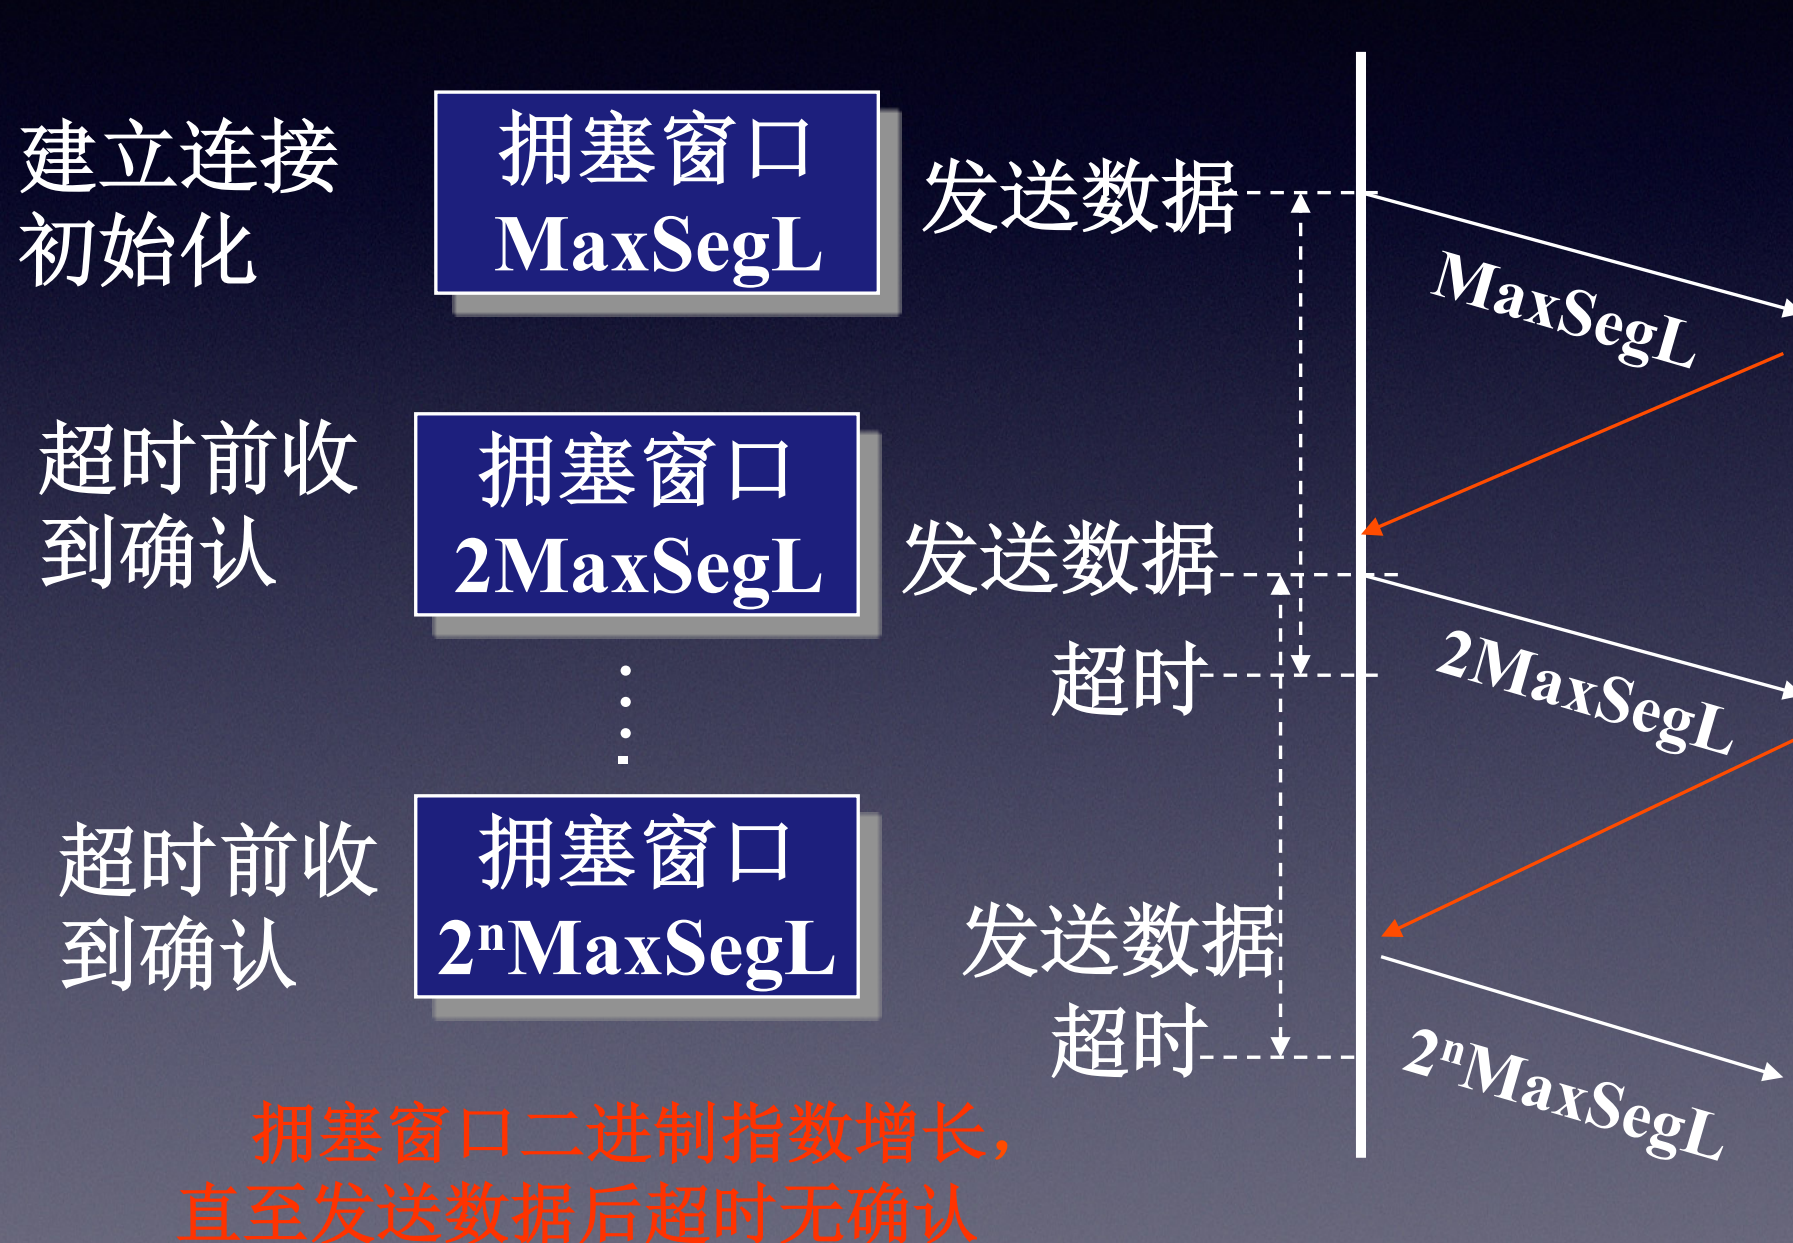 建立连接
初始化
拥塞窗口
MaxSegL
发送数据
MaxSegL
超时前收
到确认
拥塞窗口
2MaxSegL
发送数据
超时
2MaxSegL
超时前收
到确认
拥塞窗口
2ⁿMaxSegL
发送数据
超时
2ⁿMaxSegL
拥塞窗口二进制指数增长，
直至发送数据后超时无确认